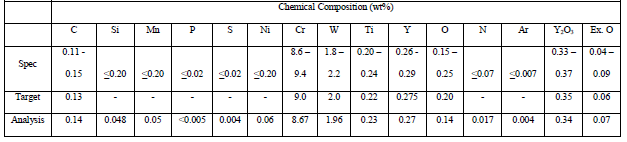 Chemical Composition (wt%)
C Si Mn P S Ni Cr W Ti Y O N Ar Y₂O₃ Ex. O
Spec 0.11 - 0.15 ≤0.20 ≤0.20 ≤0.02 ≤0.02 ≤0.20 8.6 – 9.4 1.8 – 2.2 0.20 – 0.24 0.26 - 0.29 0.15 – 0.25 ≤0.07 ≤0.007 0.33 – 0.37 0.04 – 0.09
Target 0.13 - - - - - 9.0 2.0 0.22 0.275 0.20 - - 0.35 0.06
Analysis 0.14 0.048 0.05 <0.005 0.004 0.06 8.67 1.96 0.23 0.27 0.14 0.017 0.004 0.34 0.07